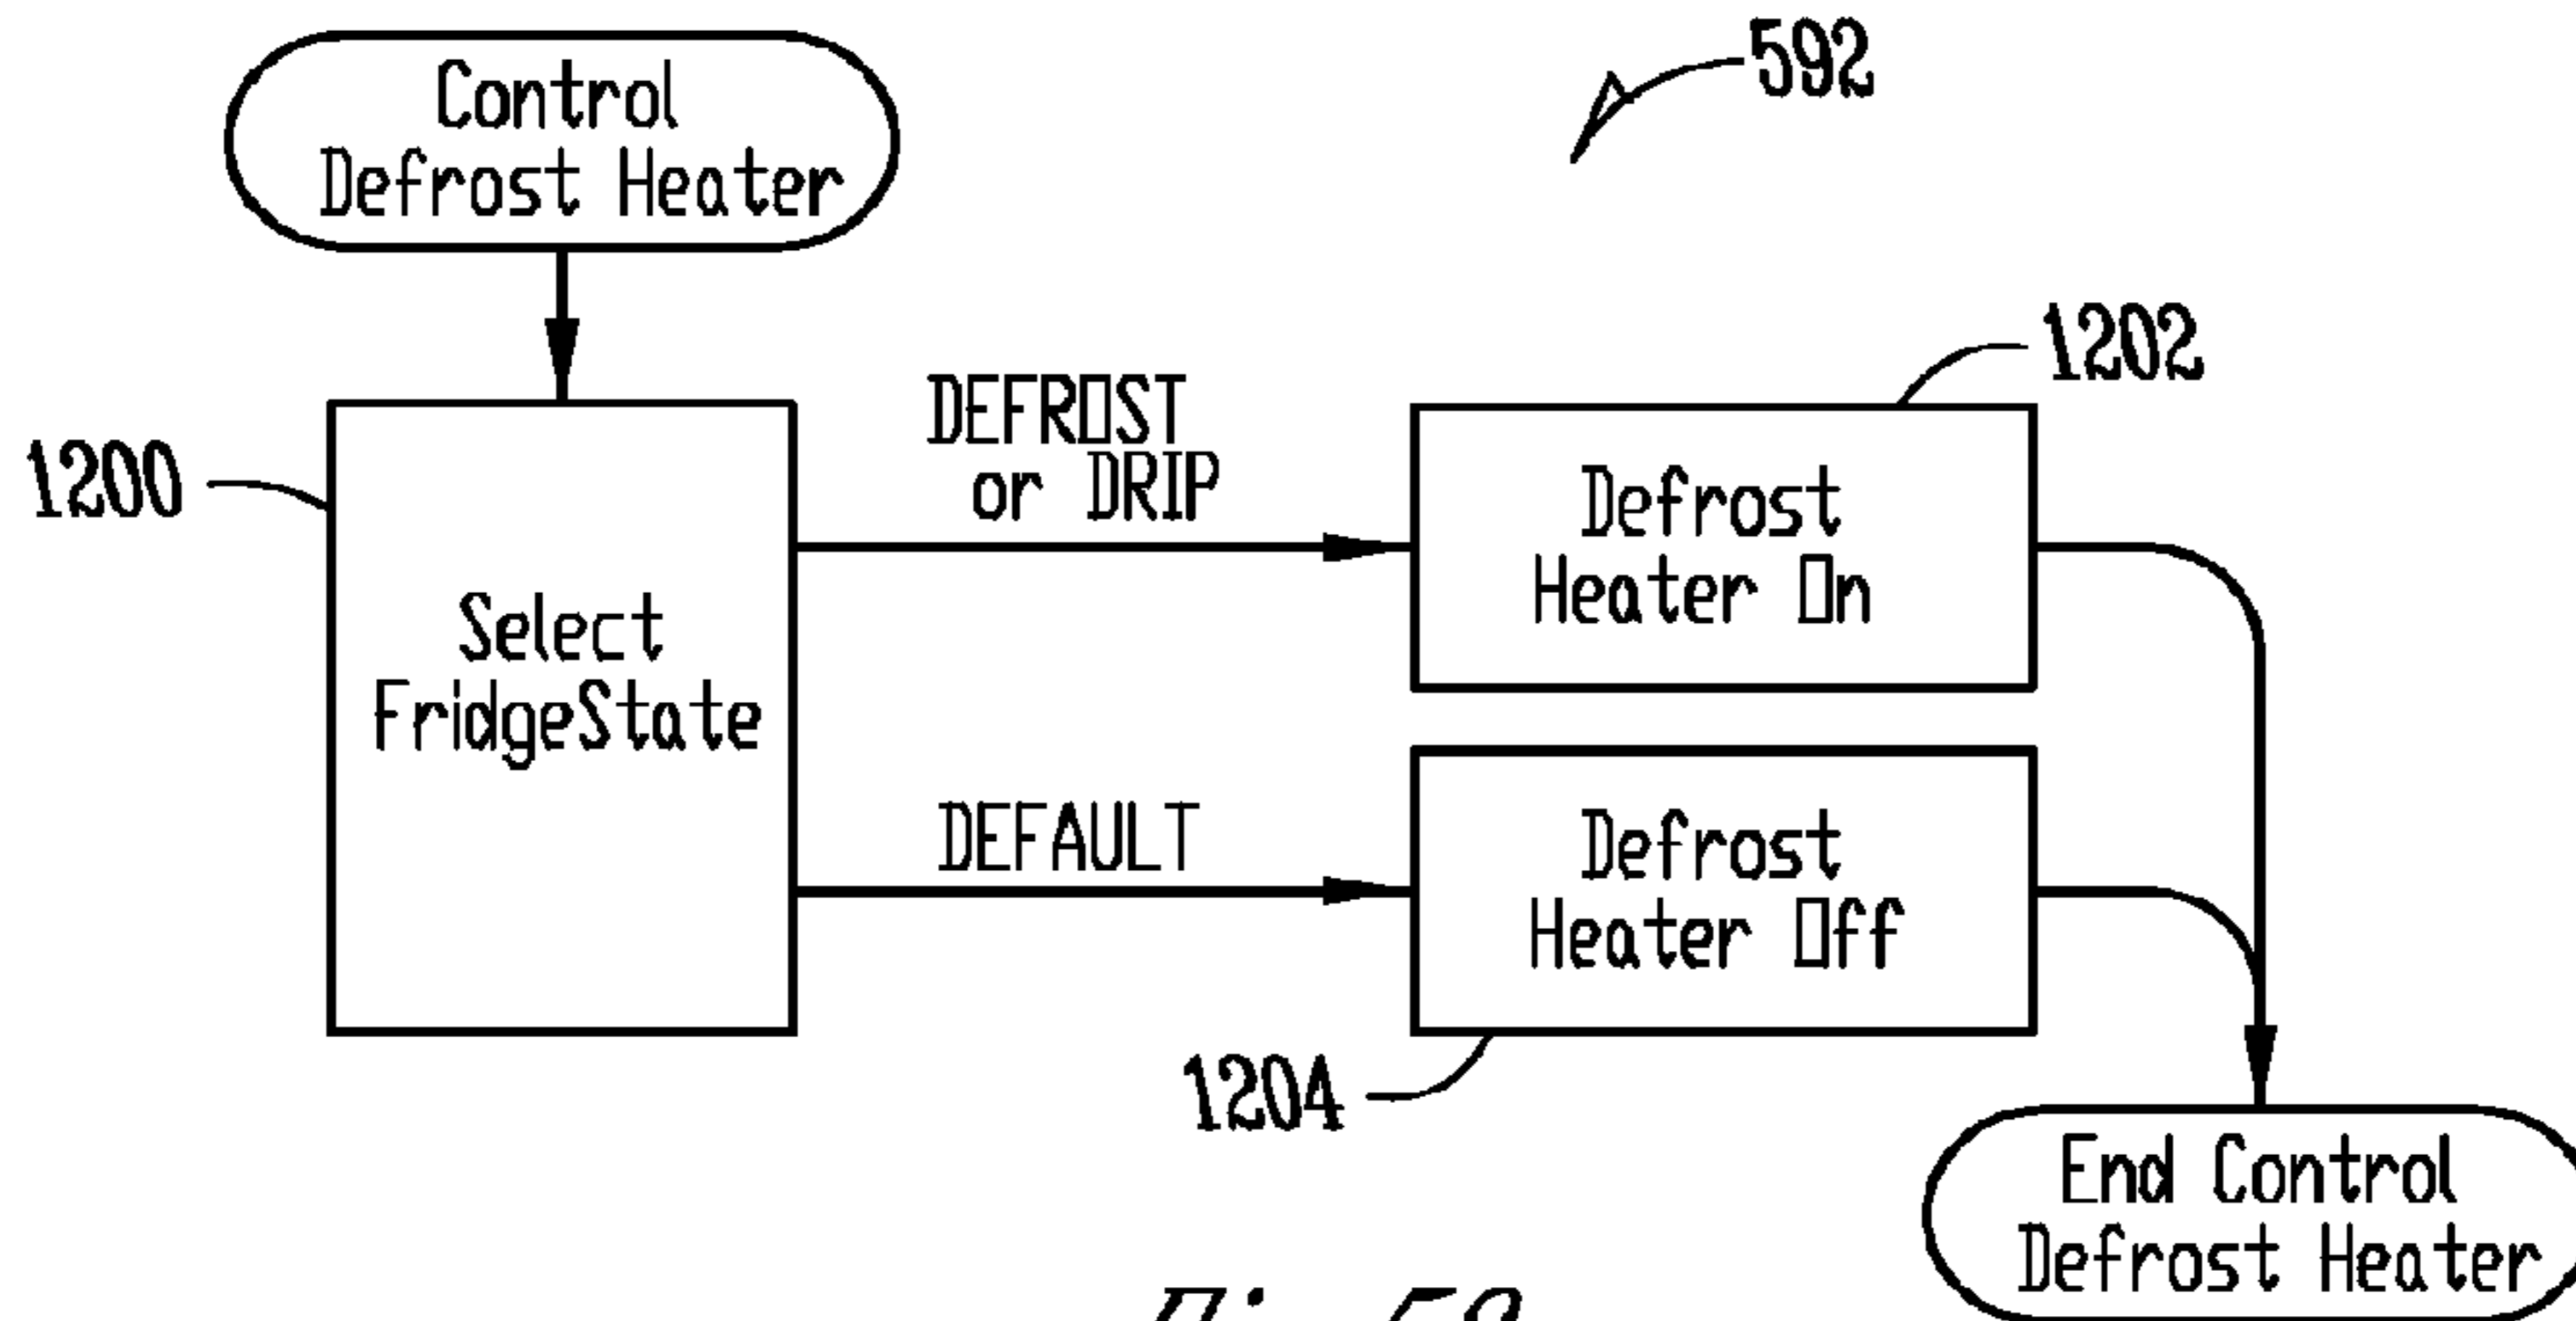 Control
Defrost Heater
592
1200
Select
FridgeState
DEFROST
or DRIP
1202
Defrost
Heater On
DEFAULT
Defrost
Heater Off
1204
End Control
Defrost Heater